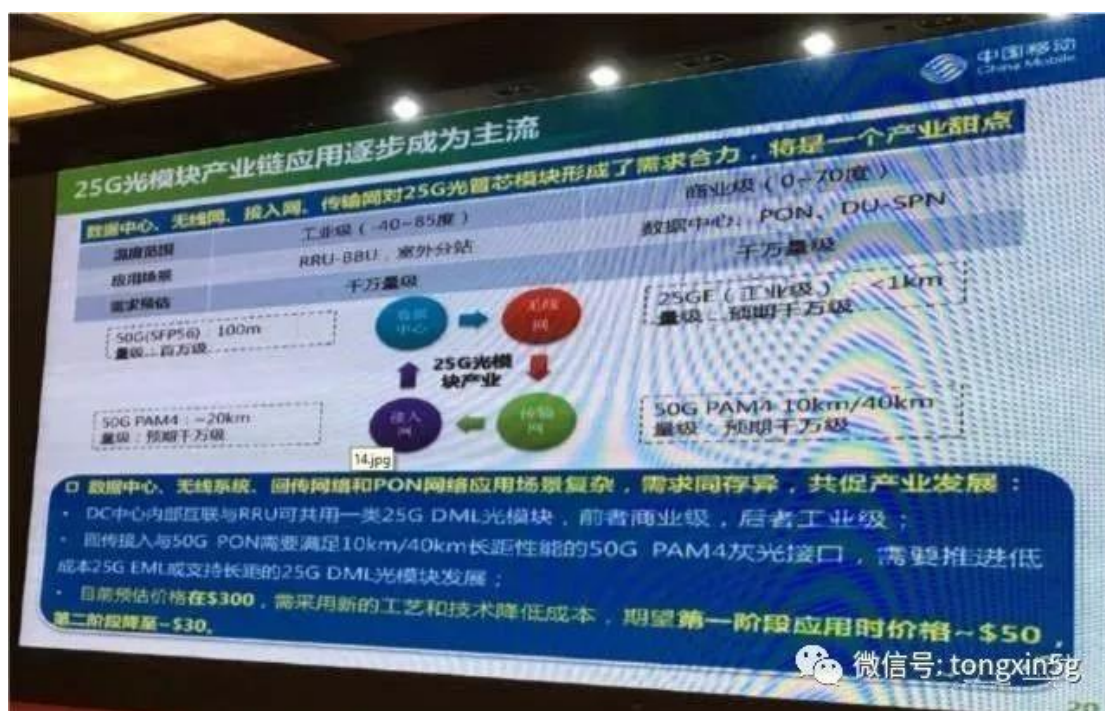 中国移动
China Mobile
25G光模块产业链应用逐步成为主流
数据中心、无线网、接入网、传输网对25G光管芯模块形成了需求合力，将是一个产业甜点
温度范围 工业级（-40~85度） 商业级（0~70度）
应用场景 RRU-BBU，室外分站 数据中心、PON、DU-SPN
需求预估 千万量级 千万量级
50G(SFP56) 100m
量级：百万级
数据
中心
无线
网
25GE（工业级） <1km
量级：预期千万级
25G光模
块产业
50G PAM4：~20km
量级：预期千万级
接入
网
传输
网
50G PAM4 10km/40km
量级：预期千万级
14.jpg
数据中心、无线系统、回传网络和PON网络应用场景复杂，需求同存异，共促产业发展：
· DC中心内部互联与RRU可共用一类25G DML光模块，前者商业级，后者工业级；
· 回传接入与50G PON需要满足10km/40km长距性能的50G PAM4灰光接口，需要推进低
成本25G EML或支持长距的25G DML光模块发展；
· 目前预估价格在$300，需采用新的工艺和技术降低成本，期望第一阶段应用时价格~$50，
第二阶段降至~$30。
微信号: tongxin5g
20